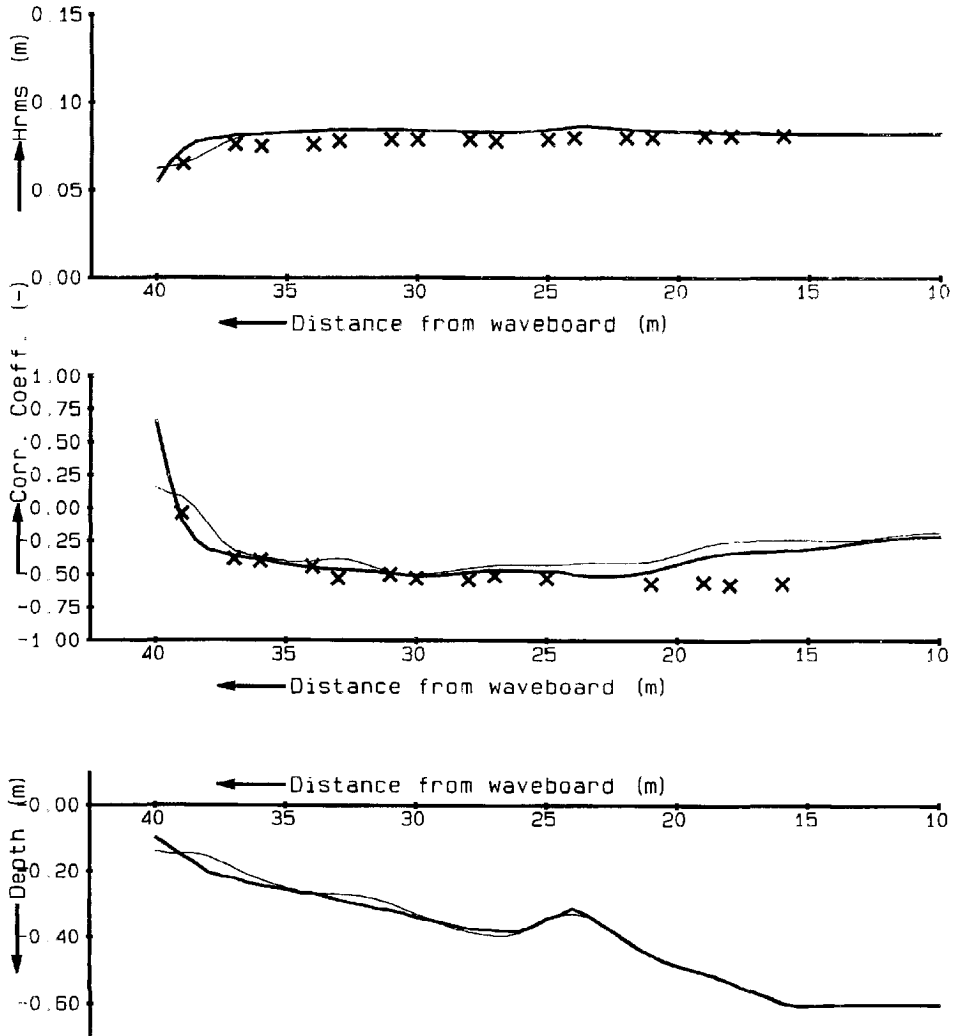 Hrms (m)
0.15
0.10
0.05
0.00
40 35 30 25 20 15 10
Distance from waveboard (m)
Corr. Coeff. (-)
1.00
0.75
0.50
0.25
0.00
-0.25
-0.50
-0.75
-1 00
40 35 30 25 20 15 10
Distance from waveboard (m)
Distance from waveboard (m)
Depth (m)
-0.00
40 35 30 25 20 15 10
-0.20
-0.40
-0.60